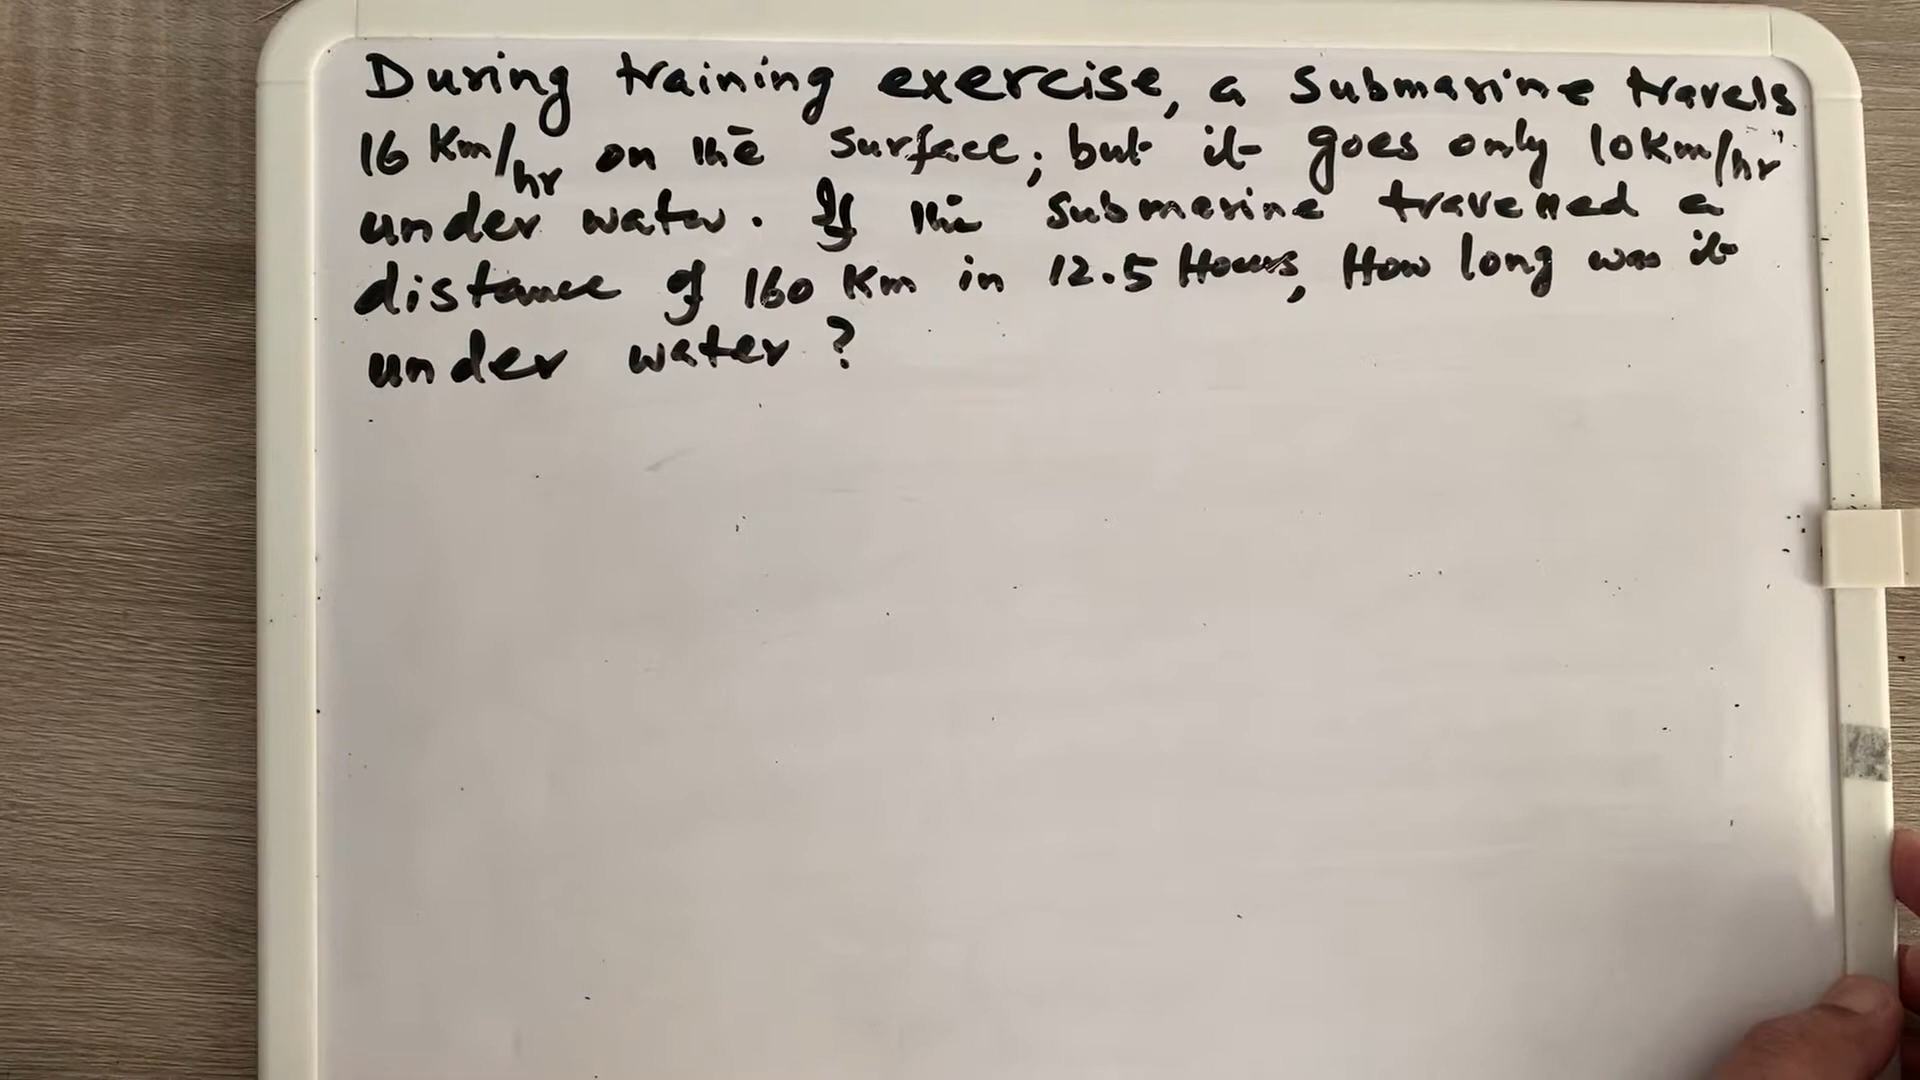 During training exercise, a submarine travels
16 Km/hr on the surface, but it goes only 10km/hr
under water. If the submarine travelled a
distance of 160 Km in 12.5 Hours, How long was it
under water ?